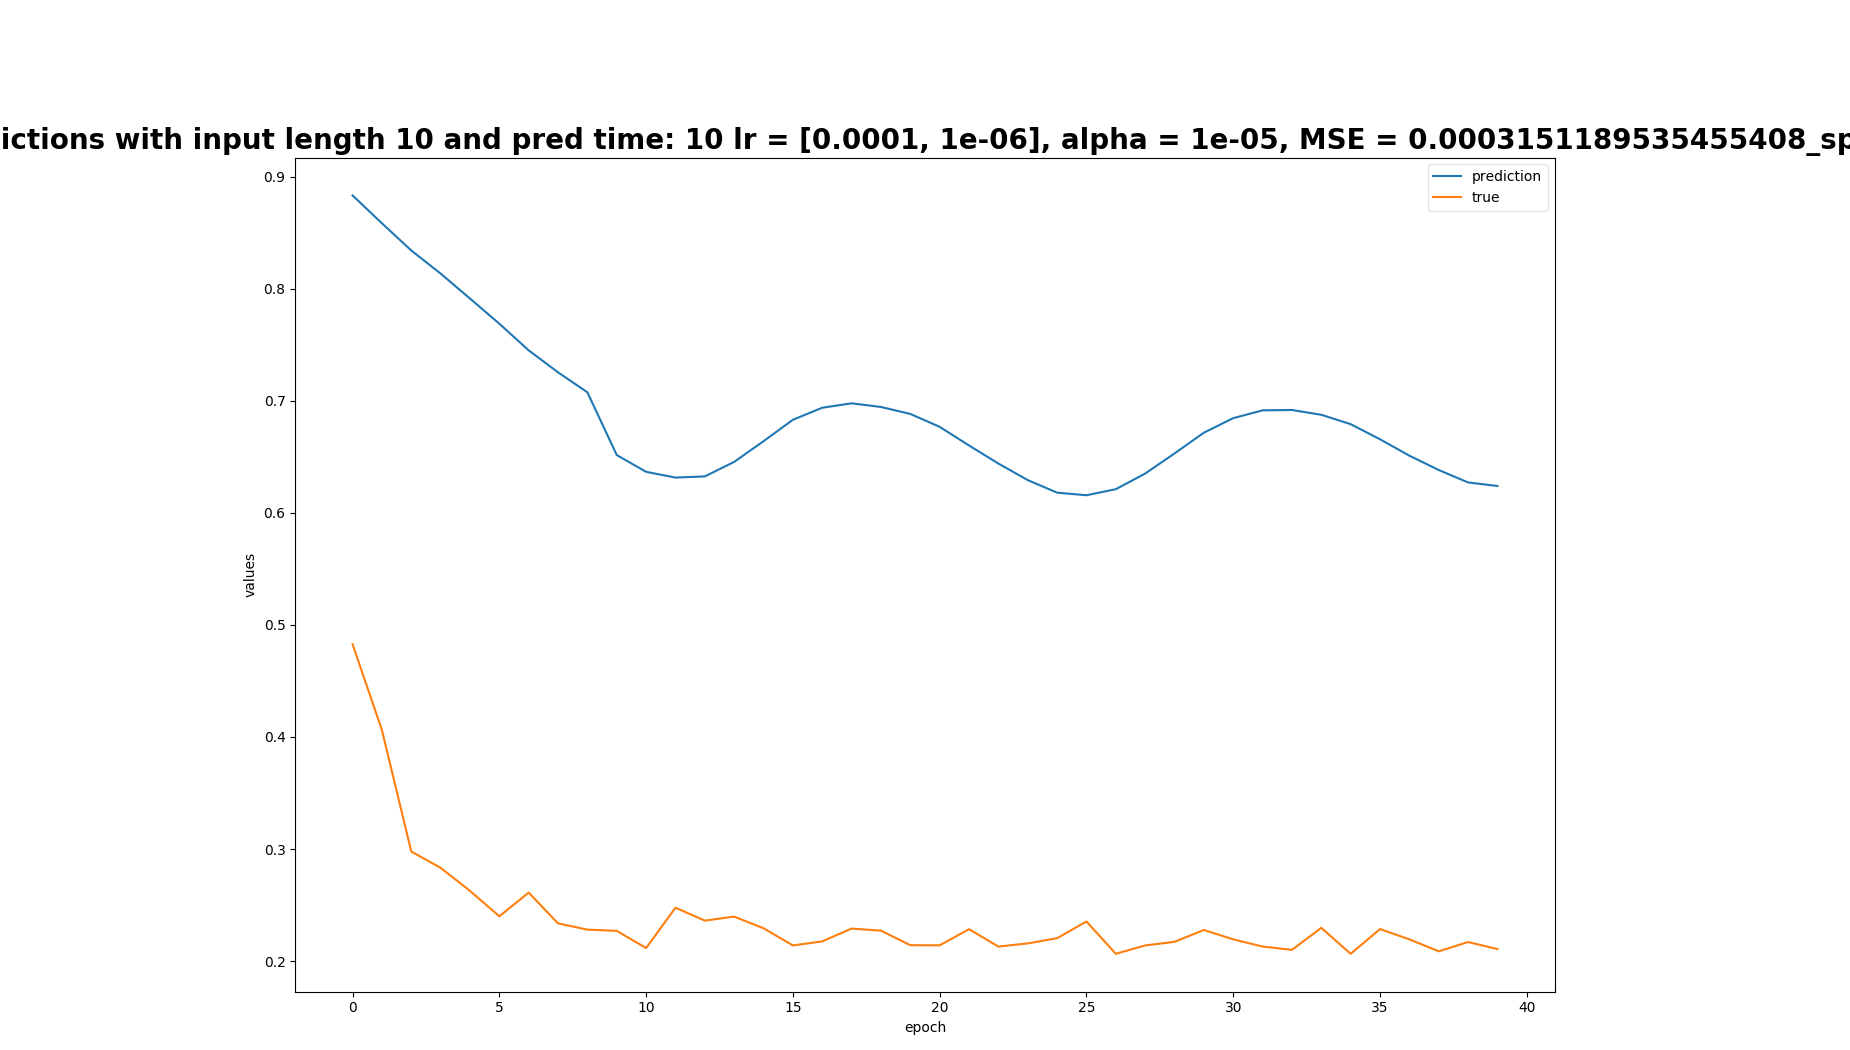 ictions with input length 10 and pred time: 10 lr = [0.0001, 1e-06], alpha = 1e-05, MSE = 0.0003151189535455408_sp
prediction
true
0.9
0.8
0.7
0.6
0.5
0.4
0.3
0.2
values
0 5 10 15 20 25 30 35 40
epoch